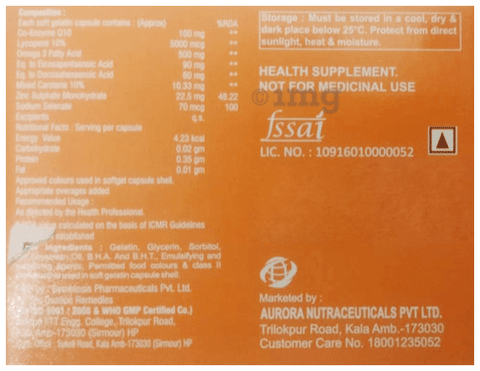 Composition :
Each soft gelatin capsule contains : (Approx) %RDA
Co-Enzyme Q10 100 mg **
Lycopene 10% 5000 mcg **
Omega 3 Fatty Acid 500 mg **
Eq. to Eicosapentaenoic Acid 90 mg **
Eq. to Docosahexaenoic Acid 60 mg **
Mixed Carotene 10% 10.33 mg **
Zinc Sulphate Monohydrate 22.5 mg 48.22
Sodium Selenate 70 mcg 100
Excipients q.s.
Nutritional Facts : Serving per capsule
Energy Value 4.23 kcal
Carbohydrate 0.02 gm
Protein 0.35 gm
Fat 0.01 gm
Approved colours used in softgel capsule shell.
Appropriate overages added
Recommended Usage :
As directed by the Health Professional.
calculated on the basis of ICMR Guidelines
established
Ingredients : Gelatin, Glycerin, Sorbitol,
Oil, B.H.A. And B.H.T., Emulsifying and
agents, Permitted food colours & class II
used in soft gelatin capsule shell.
Pharmaceuticals Pvt. Ltd.
Remedies
9001 (2008 & WHO GMP Certified Co.)
ITT Engg. College, Trilokpur Road,
Amb-173030 (Sirmour) HP
Road, Kala Amb-173030 (Sirmour) HP
Storage : Must be stored in a cool, dry &
dark place below 25°C. Protect from direct
sunlight, heat & moisture.
HEALTH SUPPLEMENT.
NOT FOR MEDICINAL USE
© 1mg
fssai
LIC. NO. : 10916010000052
Marketed by :
AURORA NUTRACEUTICALS PVT LTD.
Trilokpur Road, Kala Amb.-173030
Customer Care No. 18001235052